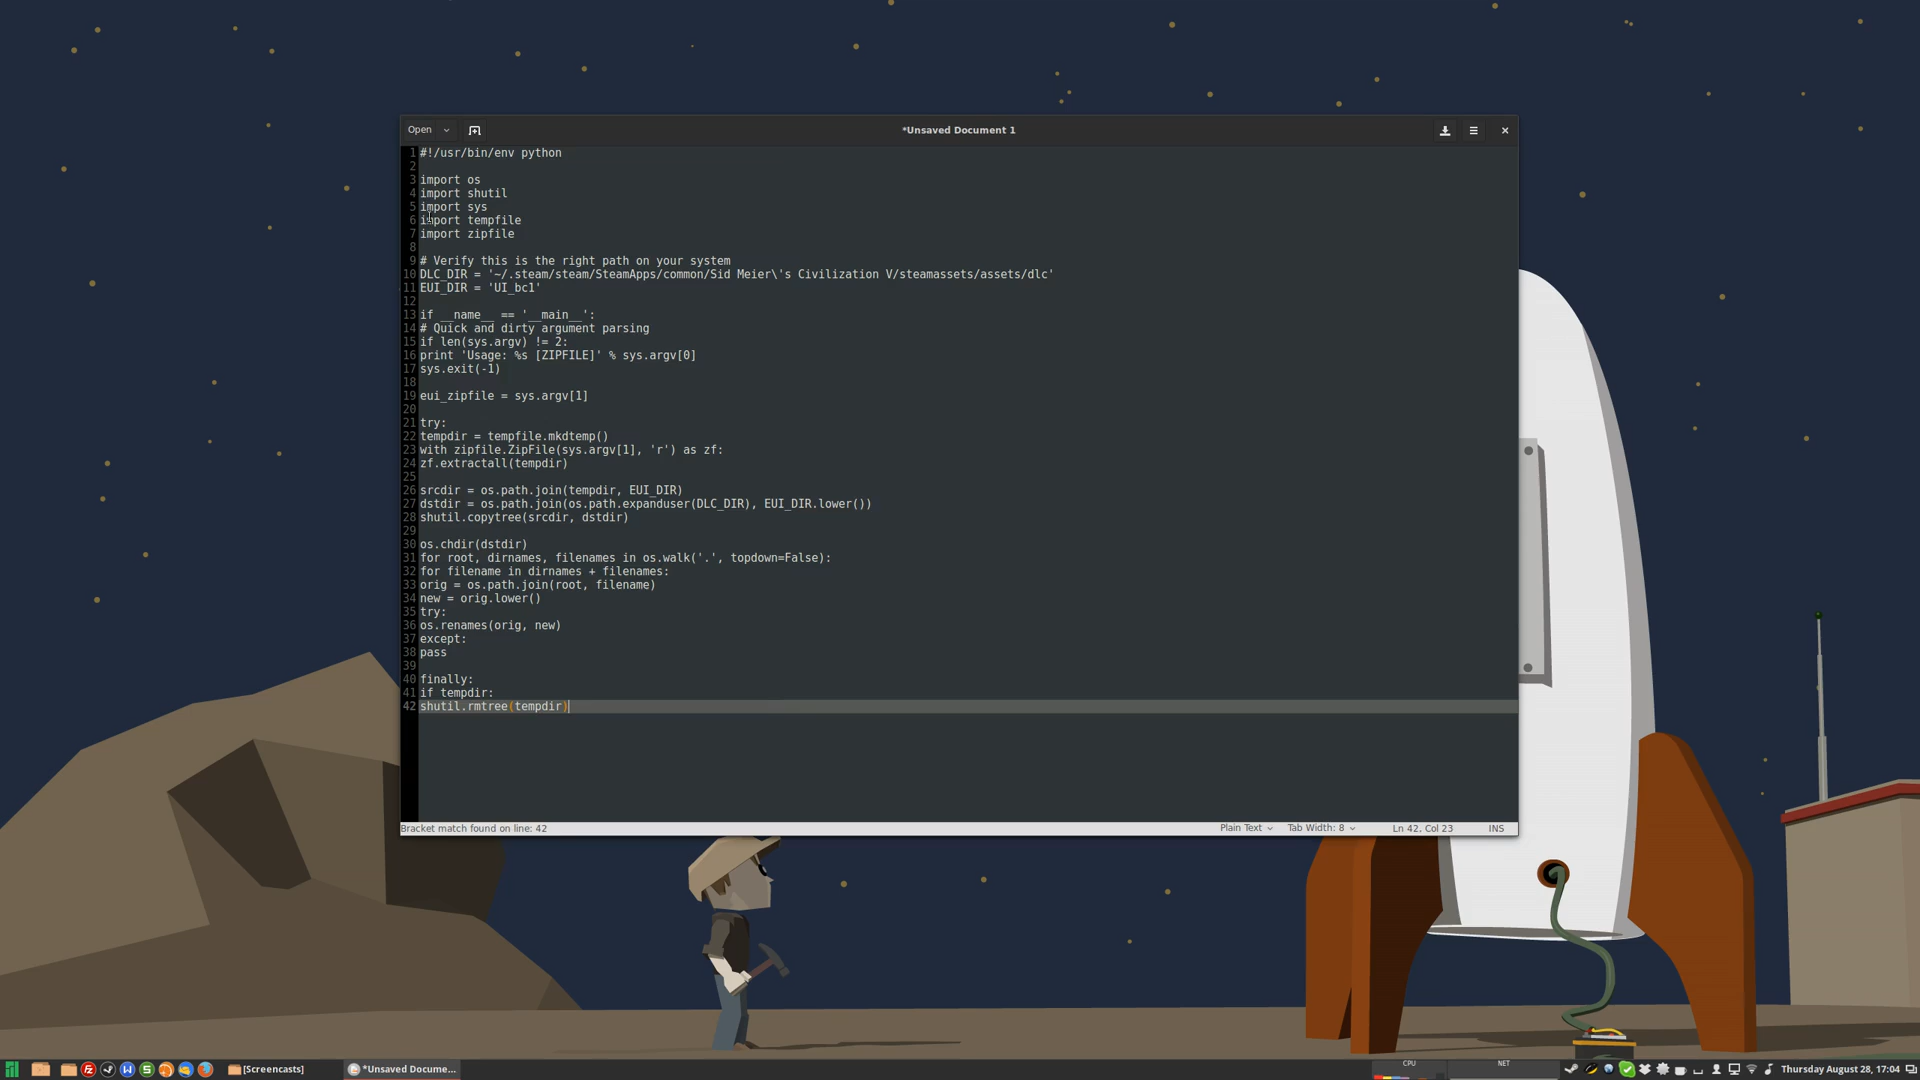 Open
*Unsaved Document 1
1 #!/usr/bin/env python
2
3 import os
4 import shutil
5 import sys
6 import tempfile
7 import zipfile
8
9 # Verify this is the right path on your system
10 DLC_DIR = '~/.steam/steam/SteamApps/common/Sid Meier\'s Civilization V/steamassets/assets/dlc'
11 EUI_DIR = 'UI_bc1'
12
13 if __name__ == '__main__':
14 # Quick and dirty argument parsing
15 if len(sys.argv) != 2:
16 print 'Usage: %s [ZIPFILE]' % sys.argv[0]
17 sys.exit(-1)
18
19 eui_zipfile = sys.argv[1]
20
21 try:
22 tempdir = tempfile.mkdtemp()
23 with zipfile.ZipFile(sys.argv[1], 'r') as zf:
24 zf.extractall(tempdir)
25
26 srcdir = os.path.join(tempdir, EUI_DIR)
27 dstdir = os.path.join(os.path.expanduser(DLC_DIR), EUI_DIR.lower())
28 shutil.copytree(srcdir, dstdir)
29
30 os.chdir(dstdir)
31 for root, dirnames, filenames in os.walk('.', topdown=False):
32 for filename in dirnames + filenames:
33 orig = os.path.join(root, filename)
34 new = orig.lower()
35 try:
36 os.renames(orig, new)
37 except:
38 pass
39
40 finally:
41 if tempdir:
42 shutil.rmtree(tempdir)
Bracket match found on line: 42 Plain Text Tab Width: 8 Ln 42, Col 23 INS
[Screencasts] *Unsaved Docume... CPU NET Thursday August 28, 17:04